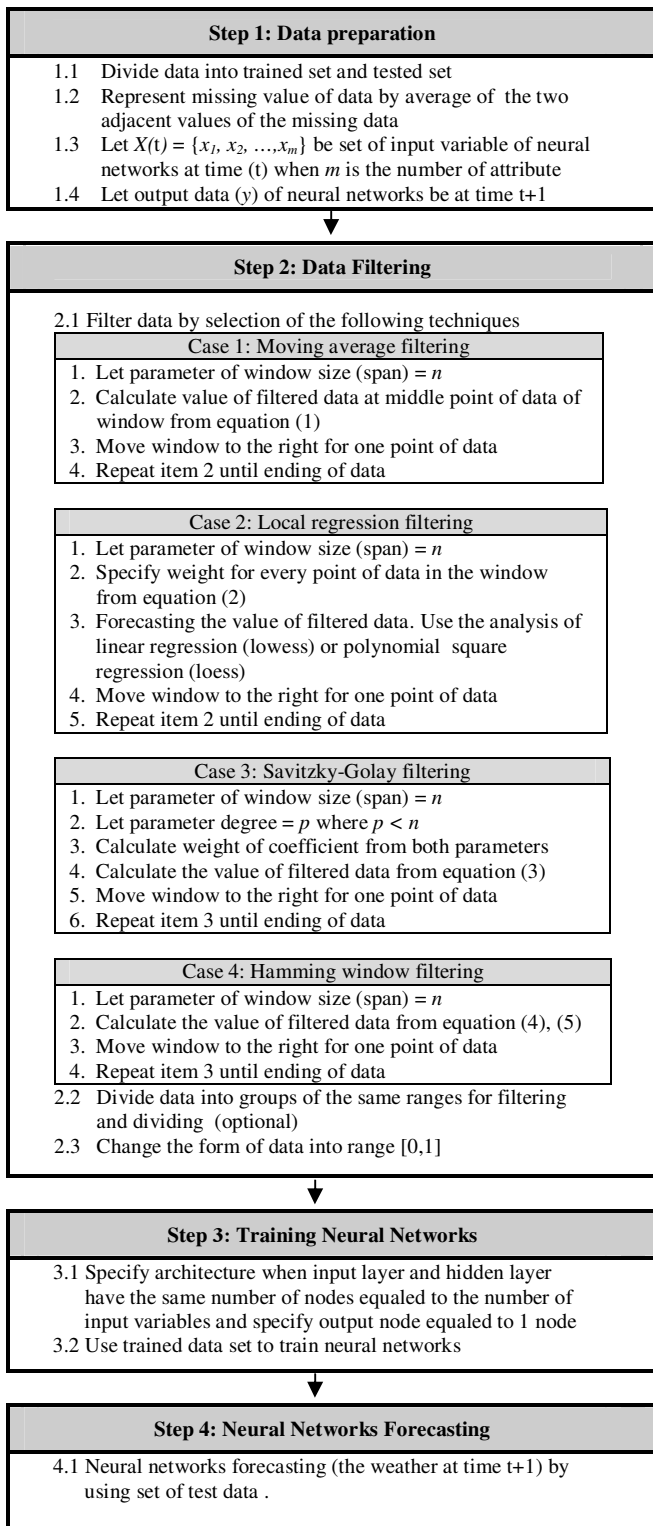 Step 1: Data preparation
1.1 Divide data into trained set and tested set
1.2 Represent missing value of data by average of the two
adjacent values of the missing data
1.3 Let X(t) = {x1, x2, …,xm} be set of input variable of neural
networks at time (t) when m is the number of attribute
1.4 Let output data (y) of neural networks be at time t+1
Step 2: Data Filtering
2.1 Filter data by selection of the following techniques
Case 1: Moving average filtering
1. Let parameter of window size (span) = n
2. Calculate value of filtered data at middle point of data of
window from equation (1)
3. Move window to the right for one point of data
4. Repeat item 2 until ending of data
Case 2: Local regression filtering
1. Let parameter of window size (span) = n
2. Specify weight for every point of data in the window
from equation (2)
3. Forecasting the value of filtered data. Use the analysis of
linear regression (lowess) or polynomial square
regression (loess)
4. Move window to the right for one point of data
5. Repeat item 2 until ending of data
Case 3: Savitzky-Golay filtering
1. Let parameter of window size (span) = n
2. Let parameter degree = p where p < n
3. Calculate weight of coefficient from both parameters
4. Calculate the value of filtered data from equation (3)
5. Move window to the right for one point of data
6. Repeat item 3 until ending of data
Case 4: Hamming window filtering
1. Let parameter of window size (span) = n
2. Calculate the value of filtered data from equation (4), (5)
3. Move window to the right for one point of data
4. Repeat item 3 until ending of data
2.2 Divide data into groups of the same ranges for filtering
and dividing (optional)
2.3 Change the form of data into range [0,1]
Step 3: Training Neural Networks
3.1 Specify architecture when input layer and hidden layer
have the same number of nodes equaled to the number of
input variables and specify output node equaled to 1 node
3.2 Use trained data set to train neural networks
Step 4: Neural Networks Forecasting
4.1 Neural networks forecasting (the weather at time t+1) by
using set of test data .